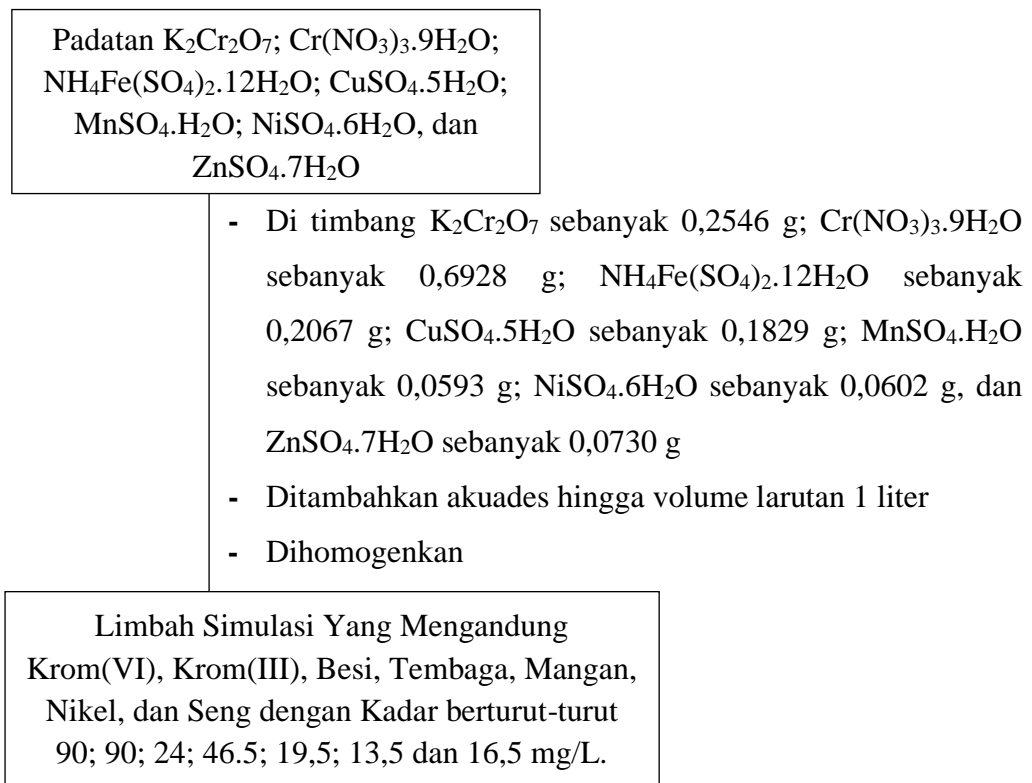 Padatan K₂Cr₂O₇; Cr(NO₃)₃.9H₂O;
NH₄Fe(SO₄)₂.12H₂O; CuSO₄.5H₂O;
MnSO₄.H₂O; NiSO₄.6H₂O, dan
ZnSO₄.7H₂O
- Di timbang K₂Cr₂O₇ sebanyak 0,2546 g; Cr(NO₃)₃.9H₂O
sebanyak 0,6928 g; NH₄Fe(SO₄)₂.12H₂O sebanyak
0,2067 g; CuSO₄.5H₂O sebanyak 0,1829 g; MnSO₄.H₂O
sebanyak 0,0593 g; NiSO₄.6H₂O sebanyak 0,0602 g, dan
ZnSO₄.7H₂O sebanyak 0,0730 g
- Ditambahkan akuades hingga volume larutan 1 liter
- Dihomogenkan
Limbah Simulasi Yang Mengandung
Krom(VI), Krom(III), Besi, Tembaga, Mangan,
Nikel, dan Seng dengan Kadar berturut-turut
90; 90; 24; 46.5; 19,5; 13,5 dan 16,5 mg/L.